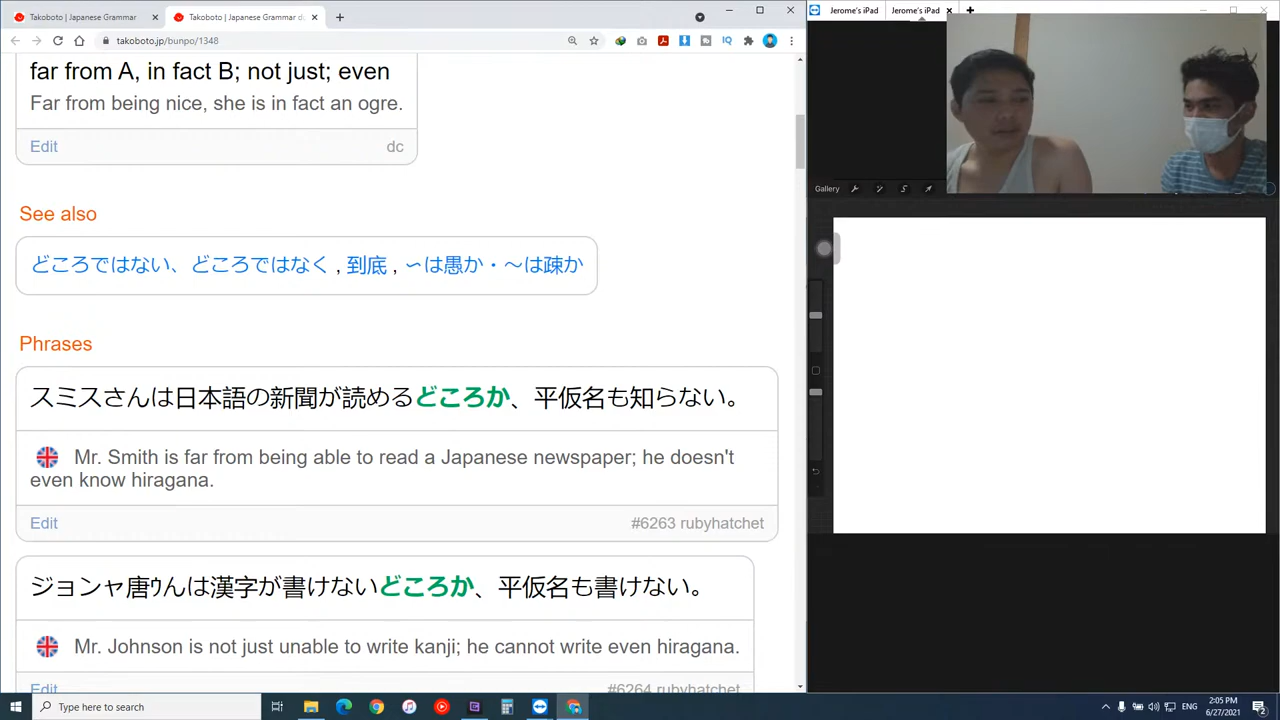 Takoboto | Japanese Grammar
Takoboto | Japanese Grammar d
Jerome's iPad
Jerome's iPad
takoboto.jp/bunpo/1348
far from A, in fact B; not just; even
Far from being nice, she is in fact an ogre.
Edit
dc
Gallery
See also
どころではない、どころではなく , 到底 , ～は愚か・～は疎か
Phrases
スミスさんは日本語の新聞が読めるどころか、平仮名も知らない。
Mr. Smith is far from being able to read a Japanese newspaper; he doesn't
even know hiragana.
Edit
#6263 rubyhatchet
ジョンャ唐ｳんは漢字が書けないどころか、平仮名も書けない。
Mr. Johnson is not just unable to write kanji; he cannot write even hiragana.
Edit
#6264 rubyhatchet
Type here to search
ENG
2:05 PM
6/27/2021
2